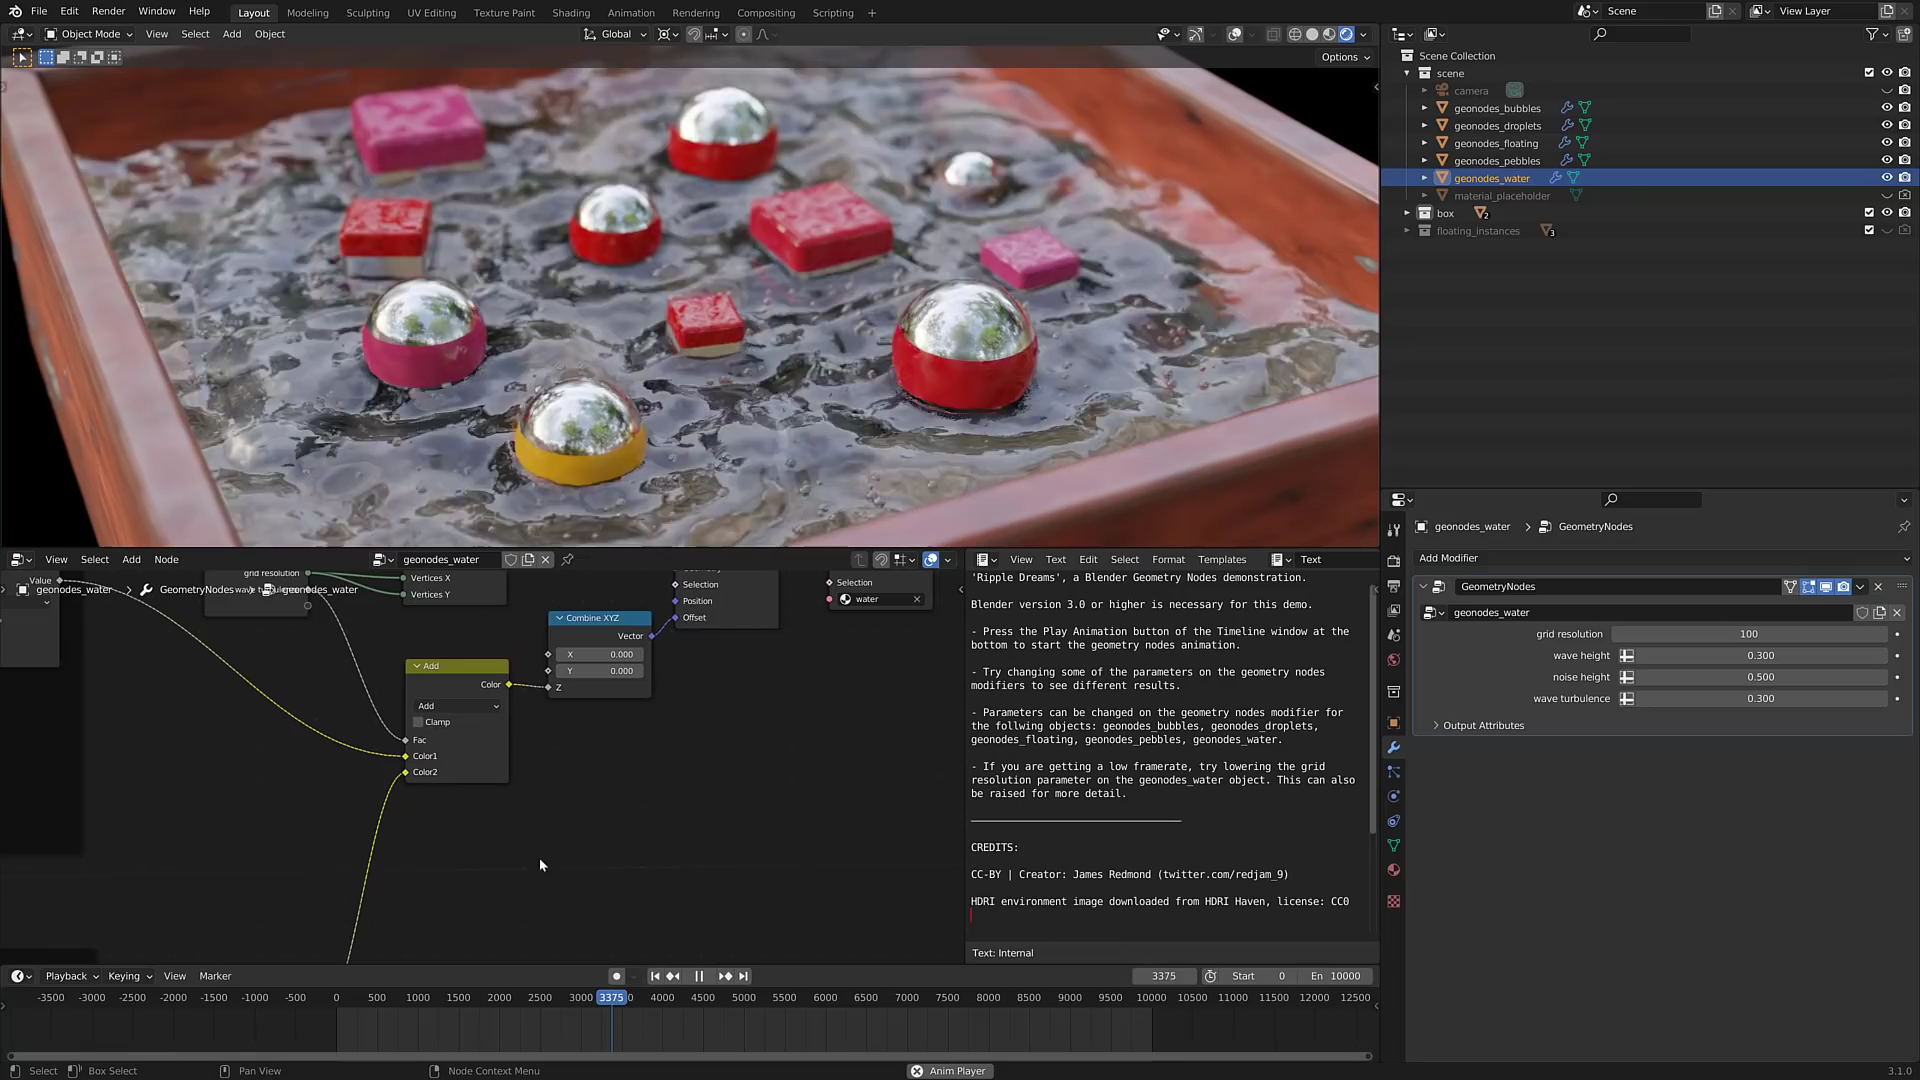 File Edit Render Window Help
Layout Modeling Sculpting UV Editing Texture Paint Shading Animation Rendering Compositing Scripting +
Scene
View Layer
Object Mode View Select Add Object
Global
Options
Scene Collection
scene
camera
geonodes_bubbles
geonodes_droplets
geonodes_floating
geonodes_pebbles
geonodes_water
material_placeholder
box 2
floating_instances 3
geonodes_water > GeometryNodes
Add Modifier
GeometryNodes
geonodes_water
grid resolution 100
wave height 0.300
noise height 0.500
wave turbulence 0.300
Output Attributes
View Select Add Node
geonodes_water
Value
geonodes_water > GeometryNodes > geonodes_water
grid resolution
Vertices X
Vertices Y
Selection
Position
Offset
Selection
water
Combine XYZ
Vector
X 0.000
Y 0.000
Z
Add
Color
Add
Clamp
Fac
Color1
Color2
View Text Edit Select Format Templates
Text
'Ripple Dreams', a Blender Geometry Nodes demonstration.
Blender version 3.0 or higher is necessary for this demo.
- Press the Play Animation button of the Timeline window at the
bottom to start the geometry nodes animation.
- Try changing some of the parameters on the geometry nodes
modifiers to see different results.
- Parameters can be changed on the geometry nodes modifier for
the follwing objects: geonodes_bubbles, geonodes_droplets,
geonodes_floating, geonodes_pebbles, geonodes_water.
- If you are getting a low framerate, try lowering the grid
resolution parameter on the geonodes_water object. This can also
be raised for more detail.
CREDITS:
CC-BY | Creator: James Redmond (twitter.com/redjam_9)
HDRI environment image downloaded from HDRI Haven, license: CC0
Text: Internal
Playback Keying View Marker
3375
Start 0
En 10000
-3500 -3000 -2500 -2000 -1500 -1000 -500 0 500 1000 1500 2000 2500 3000 3375 4000 4500 5000 5500 6000 6500 7000 7500 8000 8500 9000 9500 10000 10500 11000 11500 12000 12500
Select Box Select Pan View Node Context Menu Anim Player 3.1.0